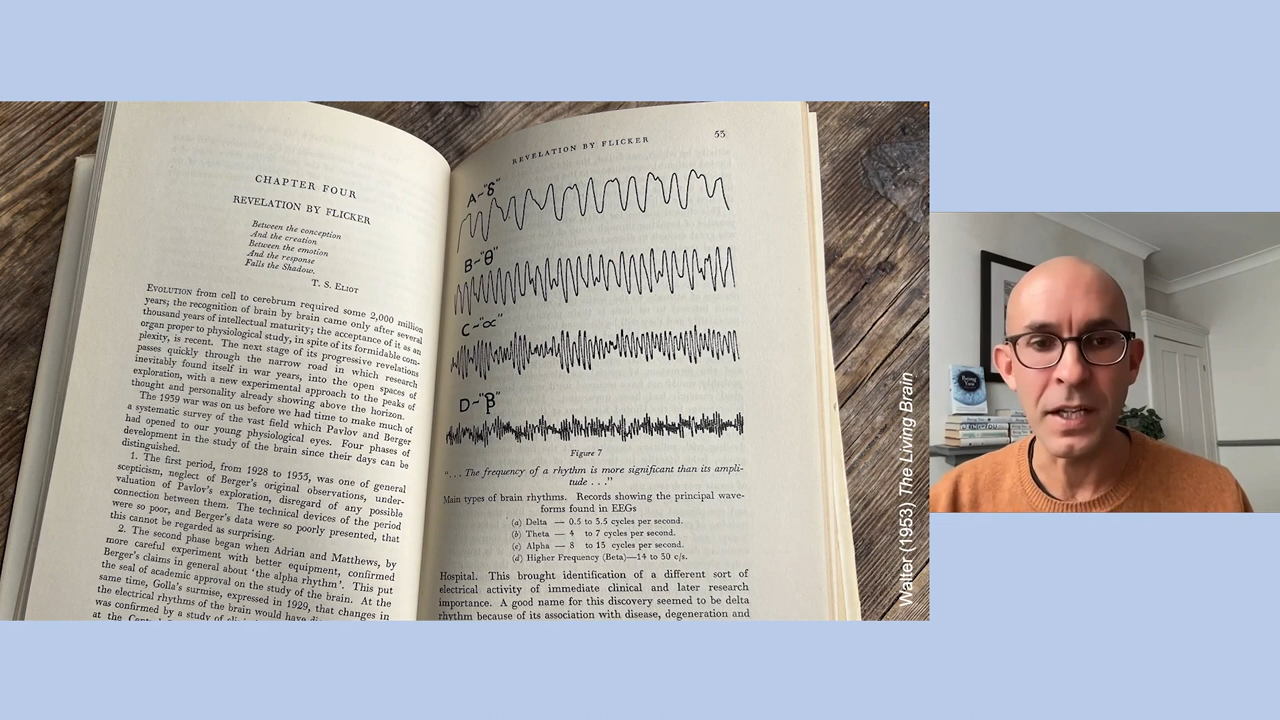 CHAPTER FOUR
REVELATION BY FLICKER
Between the conception
And the creation
Between the emotion
And the response
Falls the Shadow.
T. S. ELIOT
EVOLUTION from cell to cerebrum required some 2,000 million
years; the recognition of brain by brain came only after several
thousand years of intellectual maturity; the acceptance of it as an
organ proper to physiological study, in spite of its formidable com-
plexity, is recent. The next stage of its progressive revelations
passes quickly through the narrow road in which research
inevitably found itself in war years, into the open spaces of
exploration, with a new experimental approach to the peaks of
thought and personality already showing above the horizon.
The 1939 war was on us before we had time to make much of
a systematic survey of the vast field which Pavlov and Berger
had opened to our young physiological eyes. Four phases of
development in the study of the brain since their days can be
distinguished.
1. The first period, from 1928 to 1935, was one of general
scepticism, neglect of Berger's original observations, under-
valuation of Pavlov's exploration, disregard of any possible
connection between them. The technical devices of the period
were so poor, and Berger's data were so poorly presented, that
this cannot be regarded as surprising.
2. The second phase began when Adrian and Matthews, by
more careful experiment with better equipment, confirmed
Berger's claims in general about 'the alpha rhythm'. This put
the seal of academic approval on the study of the brain. At the
same time, Golla's surmise, expressed in 1929, that changes in
the electrical rhythms of the brain would have
was confirmed by a study of
at the
REVELATION BY FLICKER
53
A-"δ"
B-"θ"
C-"∝"
D-"β"
Figure 7
". . . The frequency of a rhythm is more significant than its ampli-
tude . . ."
Main types of brain rhythms. Records showing the principal wave-
forms found in EEGs
(a) Delta — 0.5 to 3.5 cycles per second.
(b) Theta — 4 to 7 cycles per second.
(c) Alpha — 8 to 13 cycles per second.
(d) Higher Frequency (Beta)—14 to 30 c/s.
Hospital. This brought identification of a different sort of
electrical activity of immediate clinical and later research
importance. A good name for this discovery seemed to be delta
rhythm because of its association with disease, degeneration and
Walter (1953) The Living Brain
Being
You